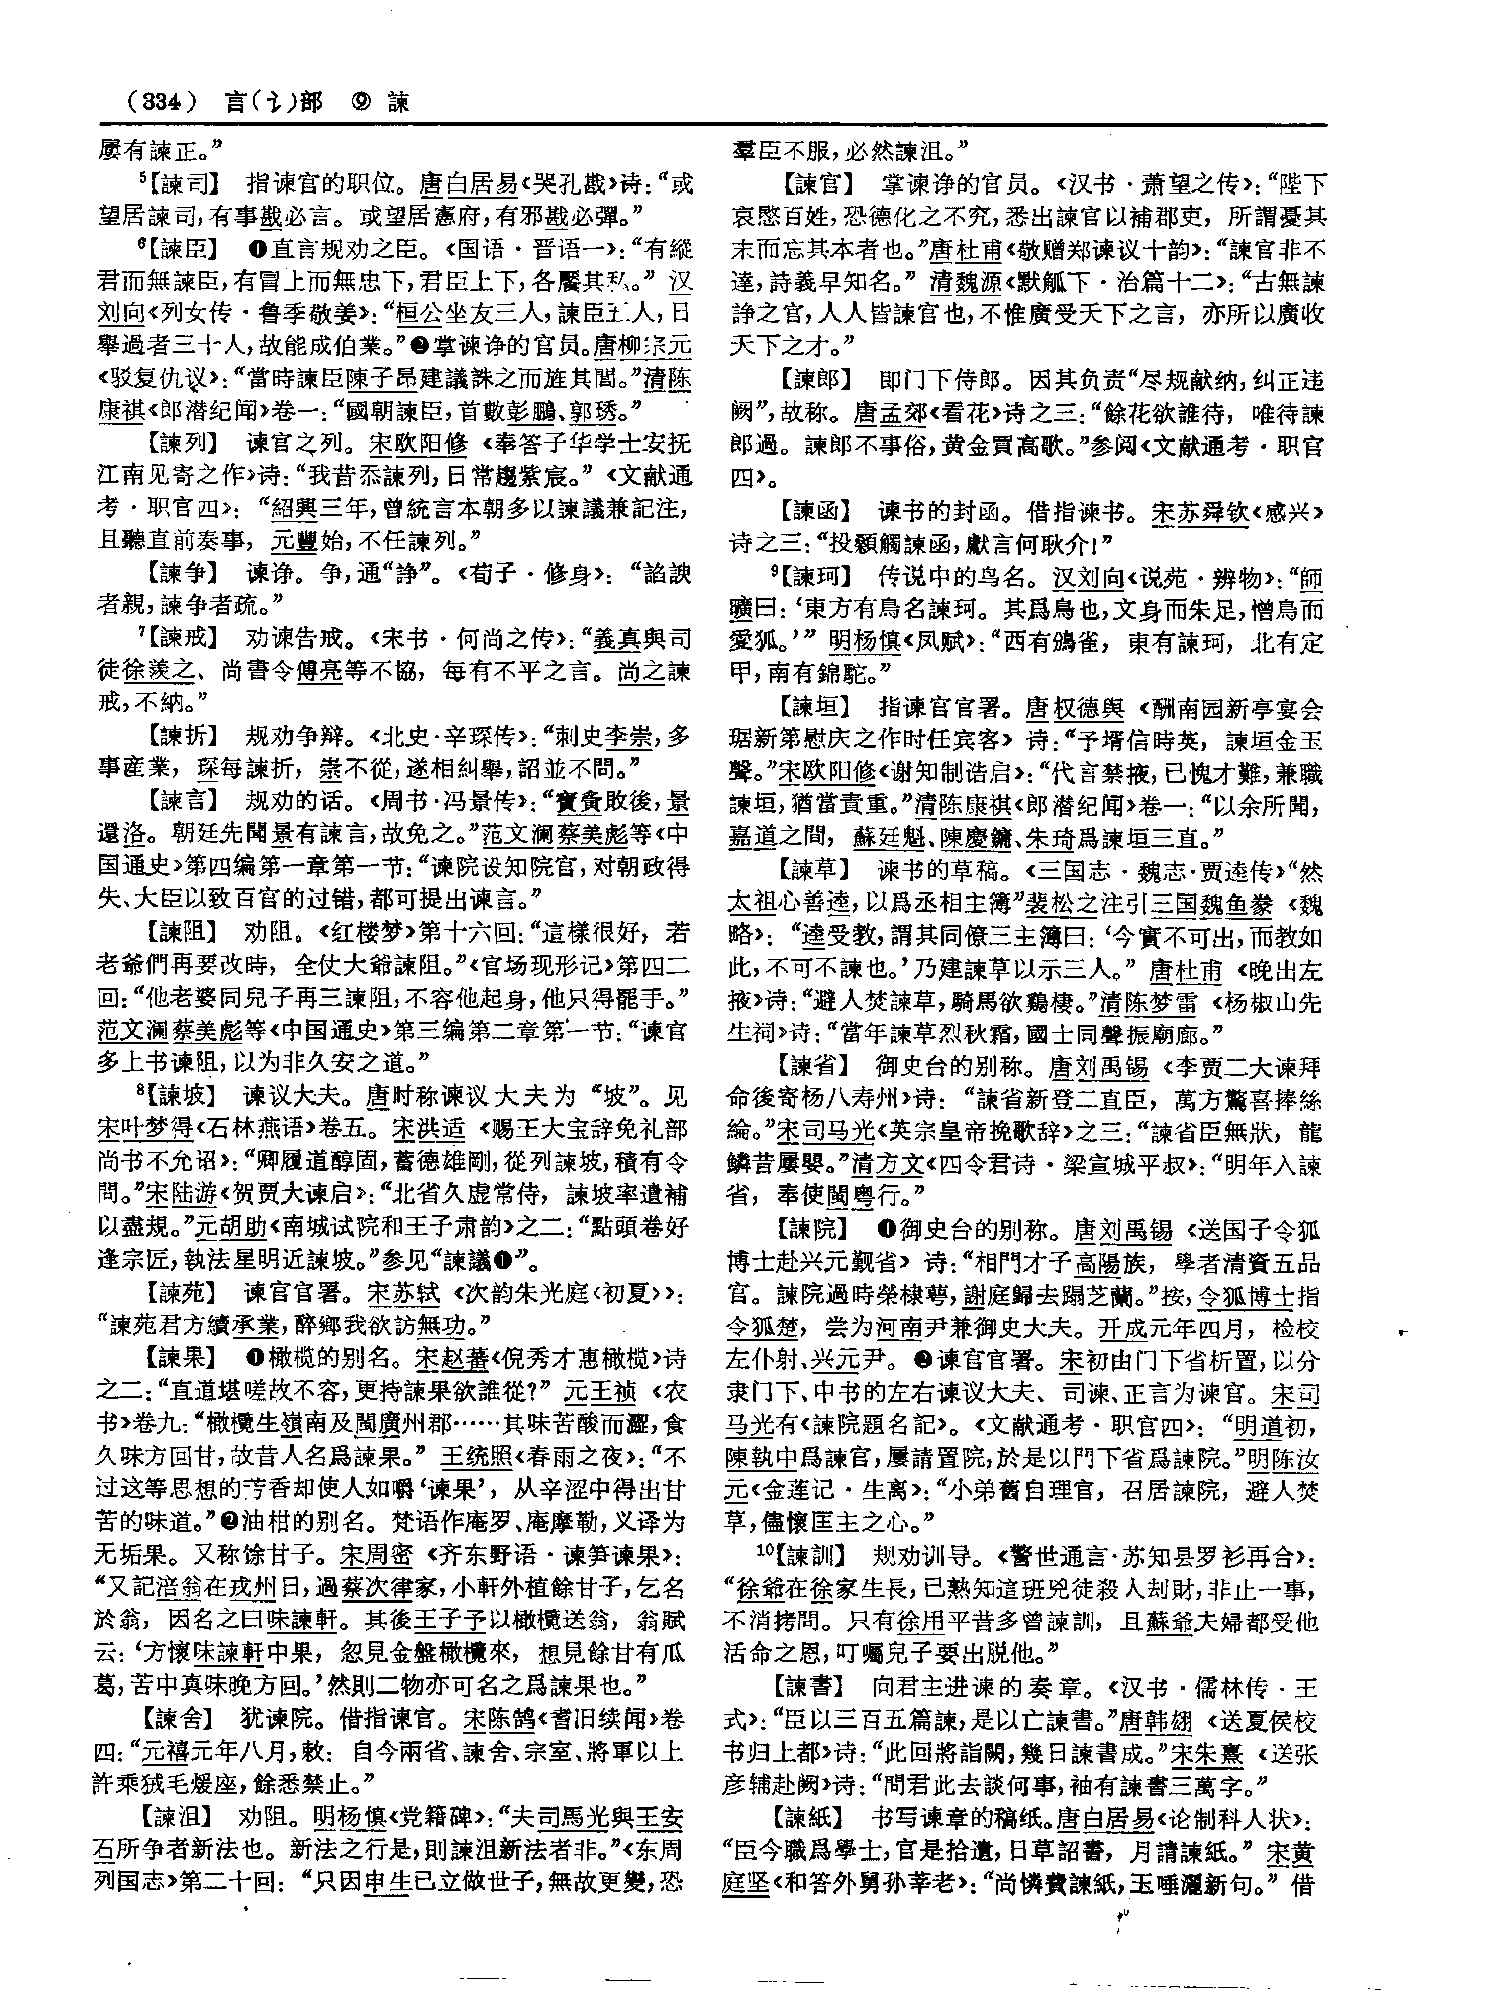 （334） 言(讠)部 ⑨ 諫
屢有諫正。”
⁵【諫司】 指谏官的职位。唐白居易《哭孔戡》诗：“或
望居諫司，有事戡必言。或望居憲府，有邪戡必彈。”
⁶【諫臣】 ❶直言规劝之臣。《国语·晋语一》：“有縱
君而無諫臣，有冒上而無忠下，君臣上下，各饜其私。” 汉
刘向《列女传·鲁季敬姜》：“桓公坐友三人，諫臣五人，日
舉過者三十人，故能成伯業。”❷掌谏诤的官员。唐柳宗元
《驳复仇议》：“當時諫臣陳子昂建議誅之而旌其閭。”清陈
康祺《郎潜纪闻》卷一：“國朝諫臣，首數彭鵬、郭琇。”
【諫列】 谏官之列。宋欧阳修《奉答子华学士安抚
江南见寄之作》诗：“我昔忝諫列，日常趨紫宸。”《文献通
考·职官四》：“紹興三年，曾統言本朝多以諫議兼記注，
且聽直前奏事，元豐始，不任諫列。”
【諫争】 谏诤。争，通“諍”。《荀子·修身》：“諂諛
者親，諫争者疏。”
⁷【諫戒】 劝谏告戒。《宋书·何尚之传》：“義真與司
徒徐羨之、尚書令傅亮等不協，每有不平之言。尚之諫
戒，不納。”
【諫折】 规劝争辩。《北史·辛琛传》：“刺史李崇，多
事産業，琛每諫折，崇不從，遂相糾舉，詔並不問。”
【諫言】 规劝的话。《周书·冯景传》：“寶夤敗後，景
還洛。朝廷先聞景有諫言，故免之。”范文澜蔡美彪等《中
国通史》第四编第一章第一节：“谏院设知院官，对朝政得
失、大臣以致百官的过错，都可提出谏言。”
【諫阻】 劝阻。《红楼梦》第十六回：“這樣很好，若
老爺們再要改時，全仗大爺諫阻。”《官场现形记》第四二
回：“他老婆同兒子再三諫阻，不容他起身，他只得罷手。”
范文澜蔡美彪等《中国通史》第三编第二章第一节：“谏官
多上书谏阻，以为非久安之道。”
⁸【諫坡】 谏议大夫。唐时称谏议大夫为“坡”。见
宋叶梦得《石林燕语》卷五。宋洪适《赐王大宝辞免礼部
尚书不允诏》：“卿履道醇固，蓄德雄剛，從列諫坡，積有令
問。”宋陆游《贺贾大谏启》：“北省久虚常侍，諫坡率遺補
以盡規。”元胡助《南城试院和王子肃韵》之二：“點頭卷好
逢宗匠，執法星明近諫坡。”参见“諫議❶”。
【諫苑】 谏官官署。宋苏轼《次韵朱光庭〈初夏〉》：
“諫苑君方續承業，醉鄉我欲訪無功。”
【諫果】 ❶橄榄的别名。宋赵蕃《倪秀才惠橄榄》诗
之二：“直道堪嗟故不容，更持諫果欲誰從？” 元王祯《农
书》卷九：“橄欖生嶺南及閩廣州郡……其味苦酸而澀，食
久味方回甘，故昔人名爲諫果。” 王统照《春雨之夜》：“不
过这等思想的芳香却使人如嚼‘谏果’，从辛涩中得出甘
苦的味道。”❷油柑的别名。梵语作庵罗、庵摩勒，义译为
无垢果。又称馀甘子。宋周密《齐东野语·谏笋谏果》：
“又記涪翁在戎州日，過蔡次律家，小軒外植餘甘子，乞名
於翁，因名之曰味諫軒。其後王子予以橄欖送翁，翁賦
云：‘方懷味諫軒中果，忽見金盤橄欖來，想見餘甘有瓜
葛，苦中真味晚方回。’然則二物亦可名之爲諫果也。”
【諫舍】 犹谏院。借指谏官。宋陈鹄《耆旧续闻》卷
四：“元禧元年八月，敕：自今兩省、諫舍、宗室、將軍以上
許乘狨毛煖座，餘悉禁止。”
【諫沮】 劝阻。明杨慎《党籍碑》：“夫司馬光與王安
石所争者新法也。新法之行是，則諫沮新法者非。”《东周
列国志》第二十回：“只因申生已立做世子，無故更變，恐
羣臣不服，必然諫沮。”
【諫官】 掌谏诤的官员。《汉书·萧望之传》：“陛下
哀愍百姓，恐德化之不究，悉出諫官以補郡吏，所謂憂其
末而忘其本者也。”唐杜甫《敬赠郑谏议十韵》：“諫官非不
達，詩義早知名。” 清魏源《默觚下·治篇十二》：“古無諫
諍之官，人人皆諫官也，不惟廣受天下之言，亦所以廣收
天下之才。”
【諫郎】 即门下侍郎。因其负责“尽规献纳，纠正违
阙”，故称。唐孟郊《看花》诗之三：“餘花欲誰待，唯待諫
郎過。諫郎不事俗，黄金買高歌。”参阅《文献通考·职官
四》。
【諫函】 谏书的封函。借指谏书。宋苏舜钦《感兴》
诗之三：“投顙觸諫函，獻言何耿介！”
⁹【諫珂】 传说中的鸟名。汉刘向《说苑·辨物》：“師
曠曰：‘東方有鳥名諫珂。其爲鳥也，文身而朱足，憎鳥而
愛狐。’” 明杨慎《凤赋》：“西有鴻雀，東有諫珂，北有定
甲，南有錦駝。”
【諫垣】 指谏官官署。唐权德舆《酬南园新亭宴会
琚新第慰庆之作时任宾客》诗：“予壻信時英，諫垣金玉
聲。”宋欧阳修《谢知制诰启》：“代言禁掖，已愧才難，兼職
諫垣，猶當責重。”清陈康祺《郎潜纪闻》卷一：“以余所聞，
嘉道之間，蘇廷魁、陳慶鏞、朱琦爲諫垣三直。”
【諫草】 谏书的草稿。《三国志·魏志·贾逵传》“然
太祖心善逵，以爲丞相主簿”裴松之注引三国魏鱼豢《魏
略》：“逵受教，謂其同僚三主簿曰：‘今實不可出，而教如
此，不可不諫也。’乃建諫草以示三人。” 唐杜甫《晚出左
掖》诗：“避人焚諫草，騎馬欲鷄棲。”清陈梦雷《杨椒山先
生祠》诗：“當年諫草烈秋霜，國士同聲振廟廊。”
【諫省】 御史台的别称。唐刘禹锡《李贾二大谏拜
命後寄杨八寿州》诗：“諫省新登二直臣，萬方驚喜捧絲
綸。”宋司马光《英宗皇帝挽歌辞》之三：“諫省臣無狀，龍
鱗昔屢嬰。”清方文《四令君诗·梁宣城平叔》：“明年入諫
省，奉使閩粤行。”
【諫院】 ❶御史台的别称。唐刘禹锡《送国子令狐
博士赴兴元觐省》诗：“相門才子高陽族，學者清資五品
官。諫院過時榮棣萼，謝庭歸去踢芝蘭。”按，令狐博士指
令狐楚，尝为河南尹兼御史大夫。开成元年四月，检校
左仆射、兴元尹。❷谏官官署。宋初由门下省析置，以分
隶门下、中书的左右谏议大夫、司谏、正言为谏官。宋司
马光有《諫院題名記》。《文献通考·职官四》：“明道初，
陳執中爲諫官，屢請置院，於是以門下省爲諫院。”明陈汝
元《金莲记·生离》：“小弟舊自理官，召居諫院，避人焚
草，儘懷匡主之心。”
¹⁰【諫訓】 规劝训导。《警世通言·苏知县罗衫再合》：
“徐爺在徐家生長，已熟知這班兇徒殺人刦財，非止一事，
不消拷問。只有徐用平昔多曾諫訓，且蘇爺夫婦都受他
活命之恩，叮囑兒子要出脱他。”
【諫書】 向君主进谏的奏章。《汉书·儒林传·王
式》：“臣以三百五篇諫，是以亡諫書。”唐韩翃《送夏侯校
书归上都》诗：“此回將詣闕，幾日諫書成。”宋朱熹《送张
彦辅赴阙》诗：“問君此去談何事，袖有諫書三萬字。”
【諫紙】 书写谏章的稿纸。唐白居易《论制科人状》：
“臣今職爲學士，官是拾遺，日草詔書，月請諫紙。” 宋黄
庭坚《和答外舅孙莘老》：“尚憐費諫紙，玉唾灑新句。” 借